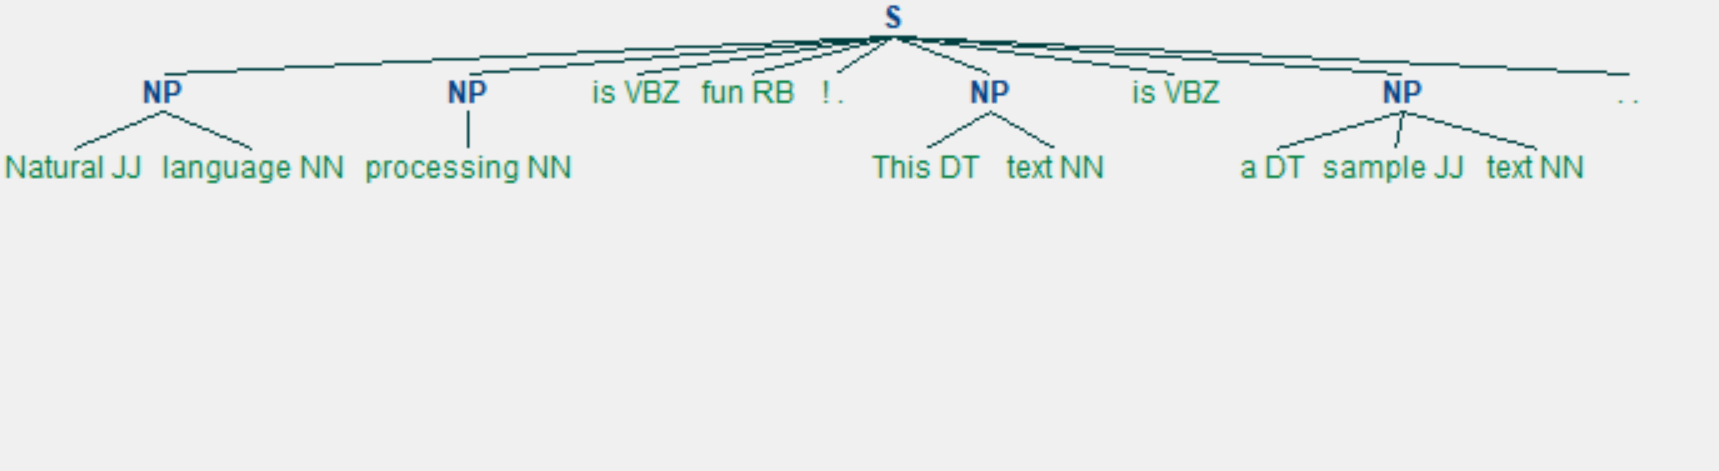 S
NP NP is VBZ fun RB ! . NP is VBZ NP . .
Natural JJ language NN processing NN This DT text NN a DT sample JJ text NN